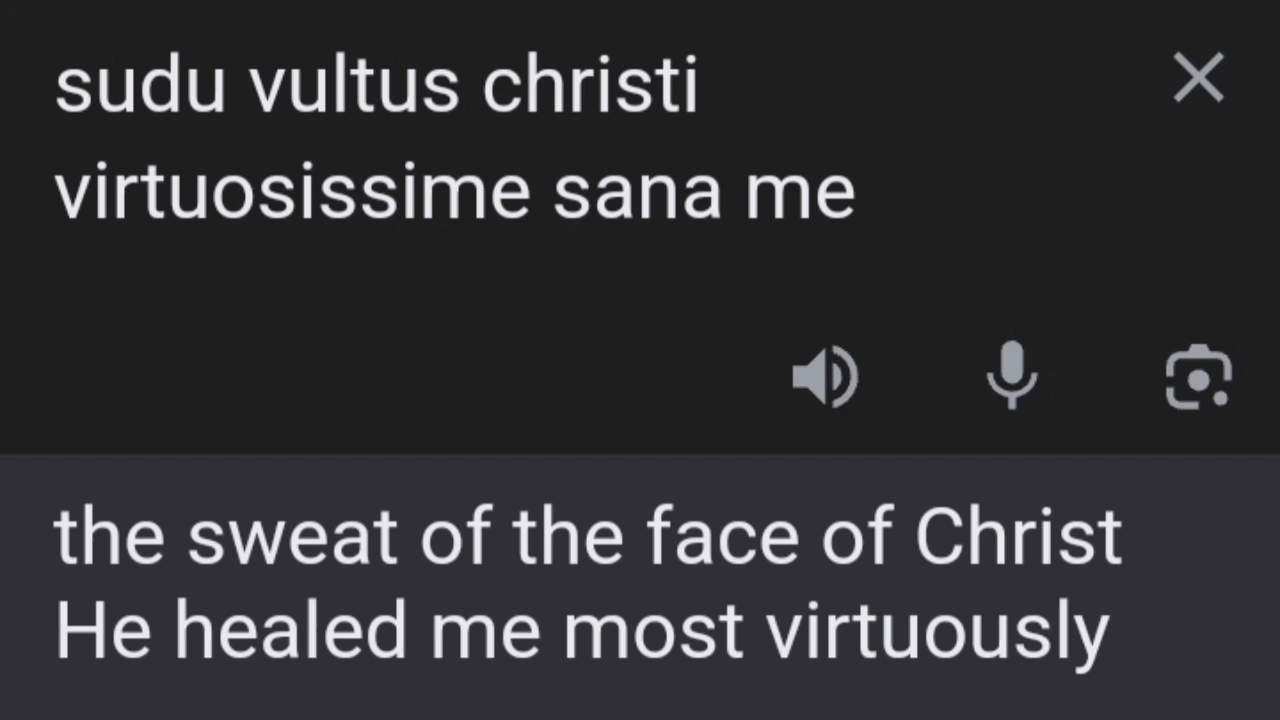 sudu vultus christi
virtuosissime sana me
the sweat of the face of Christ
He healed me most virtuously